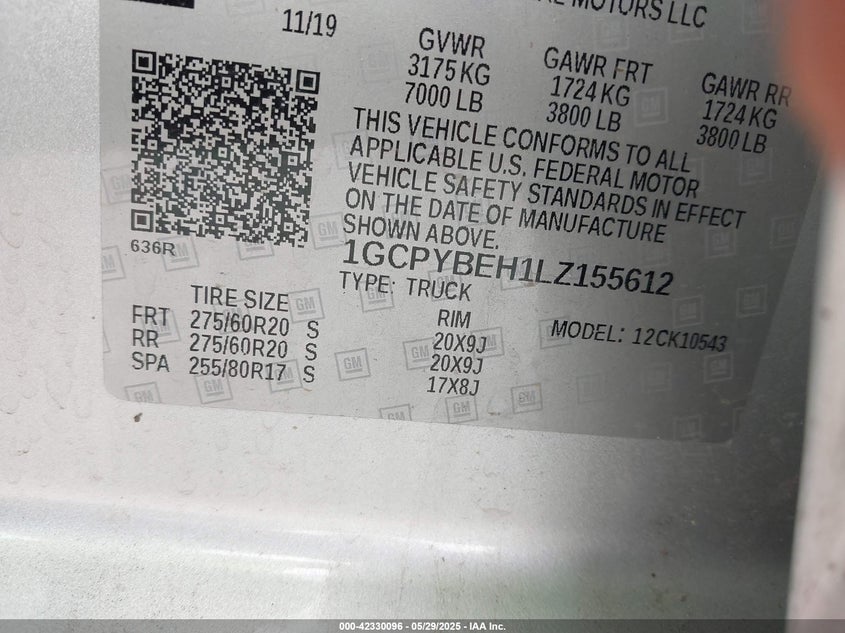 MOTORS LLC
11/19
GVWR
3175 KG
7000 LB
GAWR FRT
1724 KG
3800 LB
GAWR RR
1724 KG
3800 LB
THIS VEHICLE CONFORMS TO ALL
APPLICABLE U.S. FEDERAL MOTOR
VEHICLE SAFETY STANDARDS IN EFFECT
ON THE DATE OF MANUFACTURE
SHOWN ABOVE.
636R
1GCPYBEH1LZ155612
TYPE: TRUCK
TIRE SIZE
RIM
MODEL: 12CK10543
FRT 275/60R20 S 20X9J
RR 275/60R20 S 20X9J
SPA 255/80R17 S 17X8J
000-42330096 - 05/29/2025 - IAA Inc.